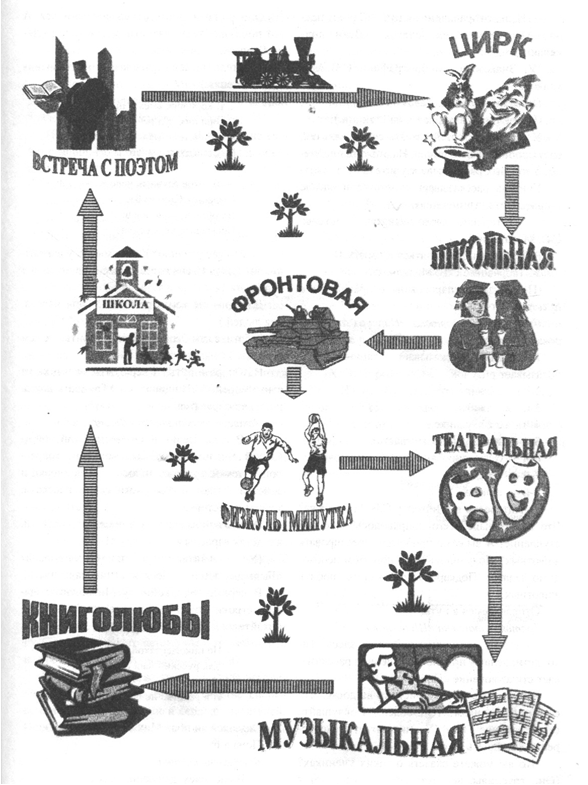 ЦИРК
ВСТРЕЧА С ПОЭТОМ
ШКОЛЬНАЯ
ФРОНТОВАЯ
ШКОЛА
ТЕАТРАЛЬНАЯ
ФИЗКУЛЬТМИНУТКА
КНИГОЛЮБЫ
МУЗЫКАЛЬНАЯ